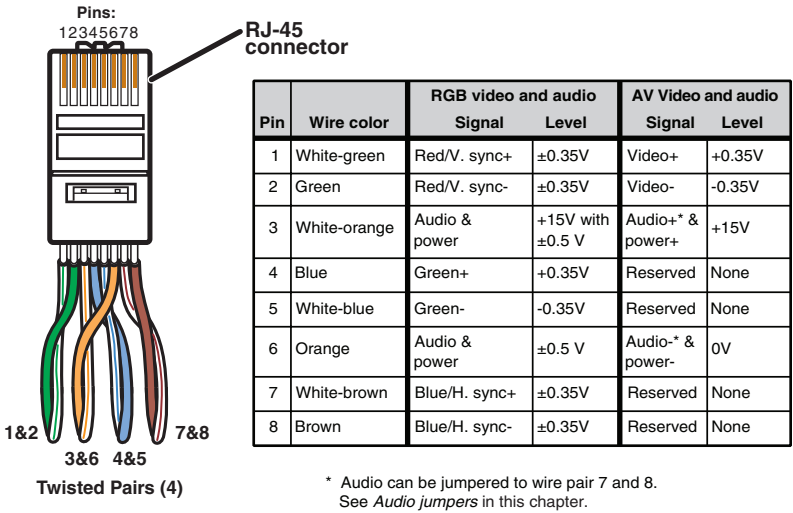 Pins:
12345678
RJ-45
connector
RGB video and audio AV Video and audio
Pin Wire color Signal Level Signal Level
1 White-green Red/V. sync+ ±0.35V Video+ +0.35V
2 Green Red/V. sync- ±0.35V Video- -0.35V
3 White-orange Audio & power +15V with ±0.5 V Audio+* & power+ +15V
4 Blue Green+ +0.35V Reserved None
5 White-blue Green- -0.35V Reserved None
6 Orange Audio & power ±0.5 V Audio-* & power- 0V
7 White-brown Blue/H. sync+ ±0.35V Reserved None
8 Brown Blue/H. sync- ±0.35V Reserved None
1&2 7&8
3&6 4&5
Twisted Pairs (4)
* Audio can be jumpered to wire pair 7 and 8.
See Audio jumpers in this chapter.